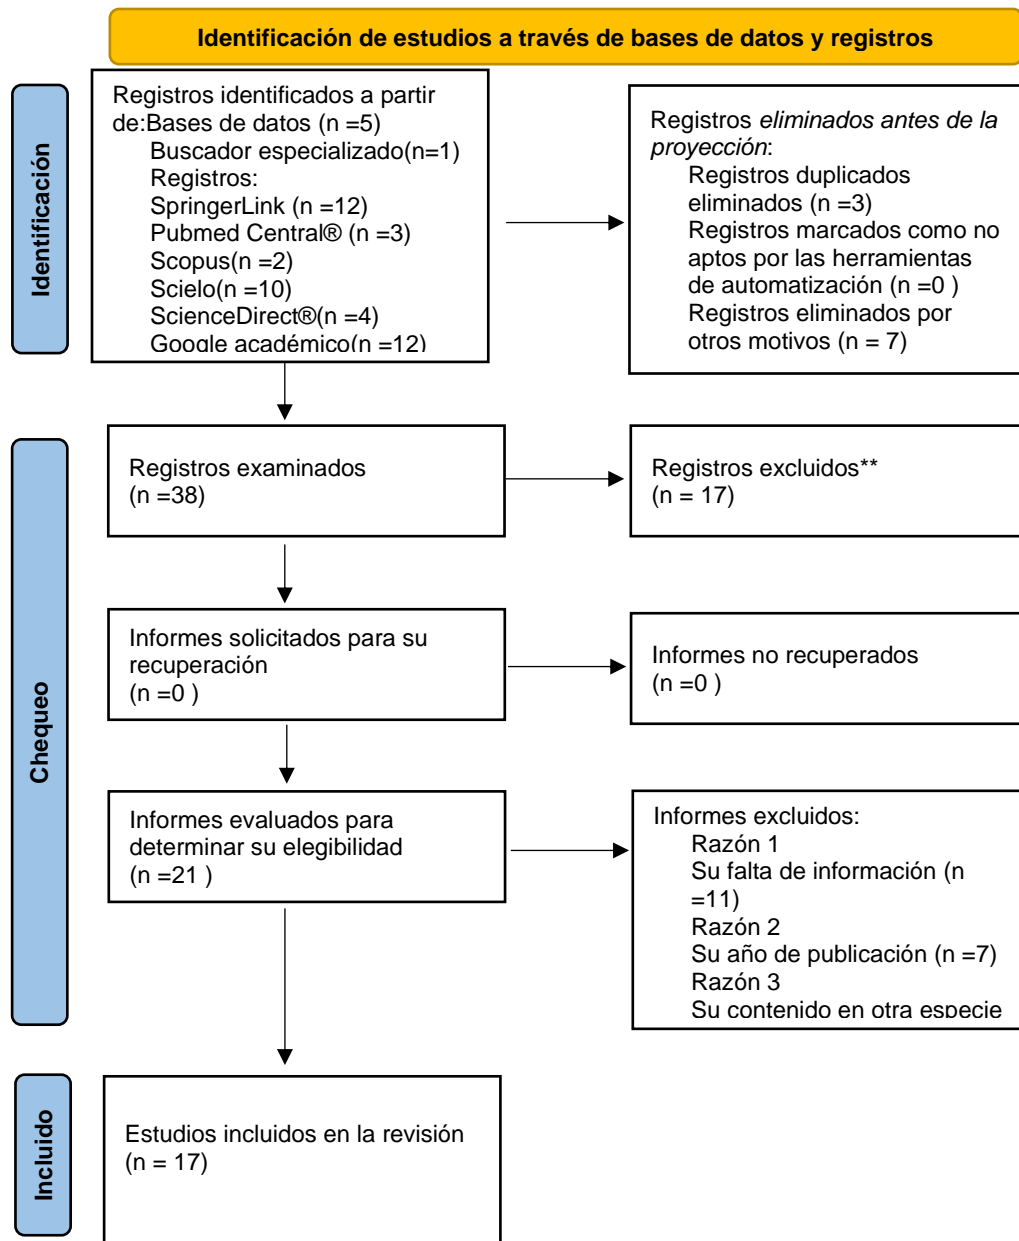 Identificación de estudios a través de bases de datos y registros
Identificación
Registros identificados a partir
de:Bases de datos (n =5)
Buscador especializado(n=1)
Registros:
SpringerLink (n =12)
Pubmed Central® (n =3)
Scopus(n =2)
Scielo(n =10)
ScienceDirect®(n =4)
Google académico(n =12)
Registros eliminados antes de la
proyección:
Registros duplicados
eliminados (n =3)
Registros marcados como no
aptos por las herramientas
de automatización (n =0 )
Registros eliminados por
otros motivos (n = 7)
Chequeo
Registros examinados
(n =38)
Registros excluidos**
(n = 17)
Informes solicitados para su
recuperación
(n =0 )
Informes no recuperados
(n =0 )
Informes evaluados para
determinar su elegibilidad
(n =21 )
Informes excluidos:
Razón 1
Su falta de información (n
=11)
Razón 2
Su año de publicación (n =7)
Razón 3
Su contenido en otra especie
Incluido
Estudios incluidos en la revisión
(n = 17)